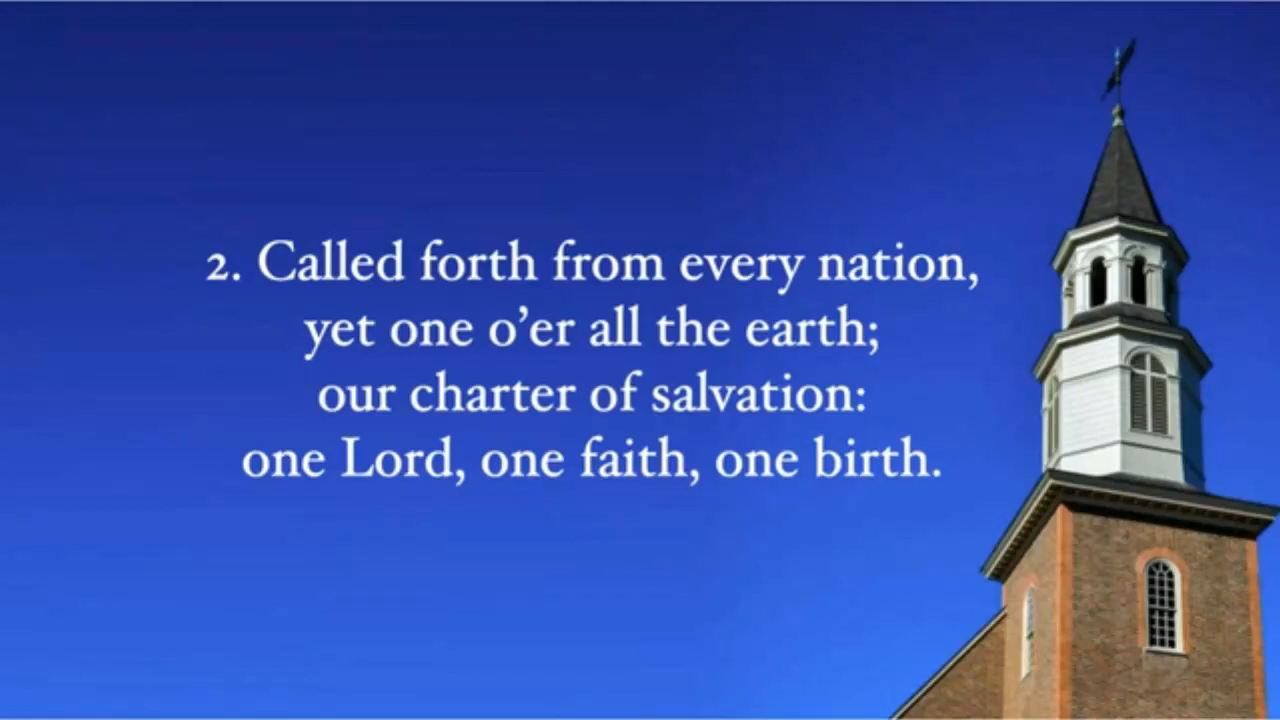 2. Called forth from every nation,
yet one o’er all the earth;
our charter of salvation:
one Lord, one faith, one birth.